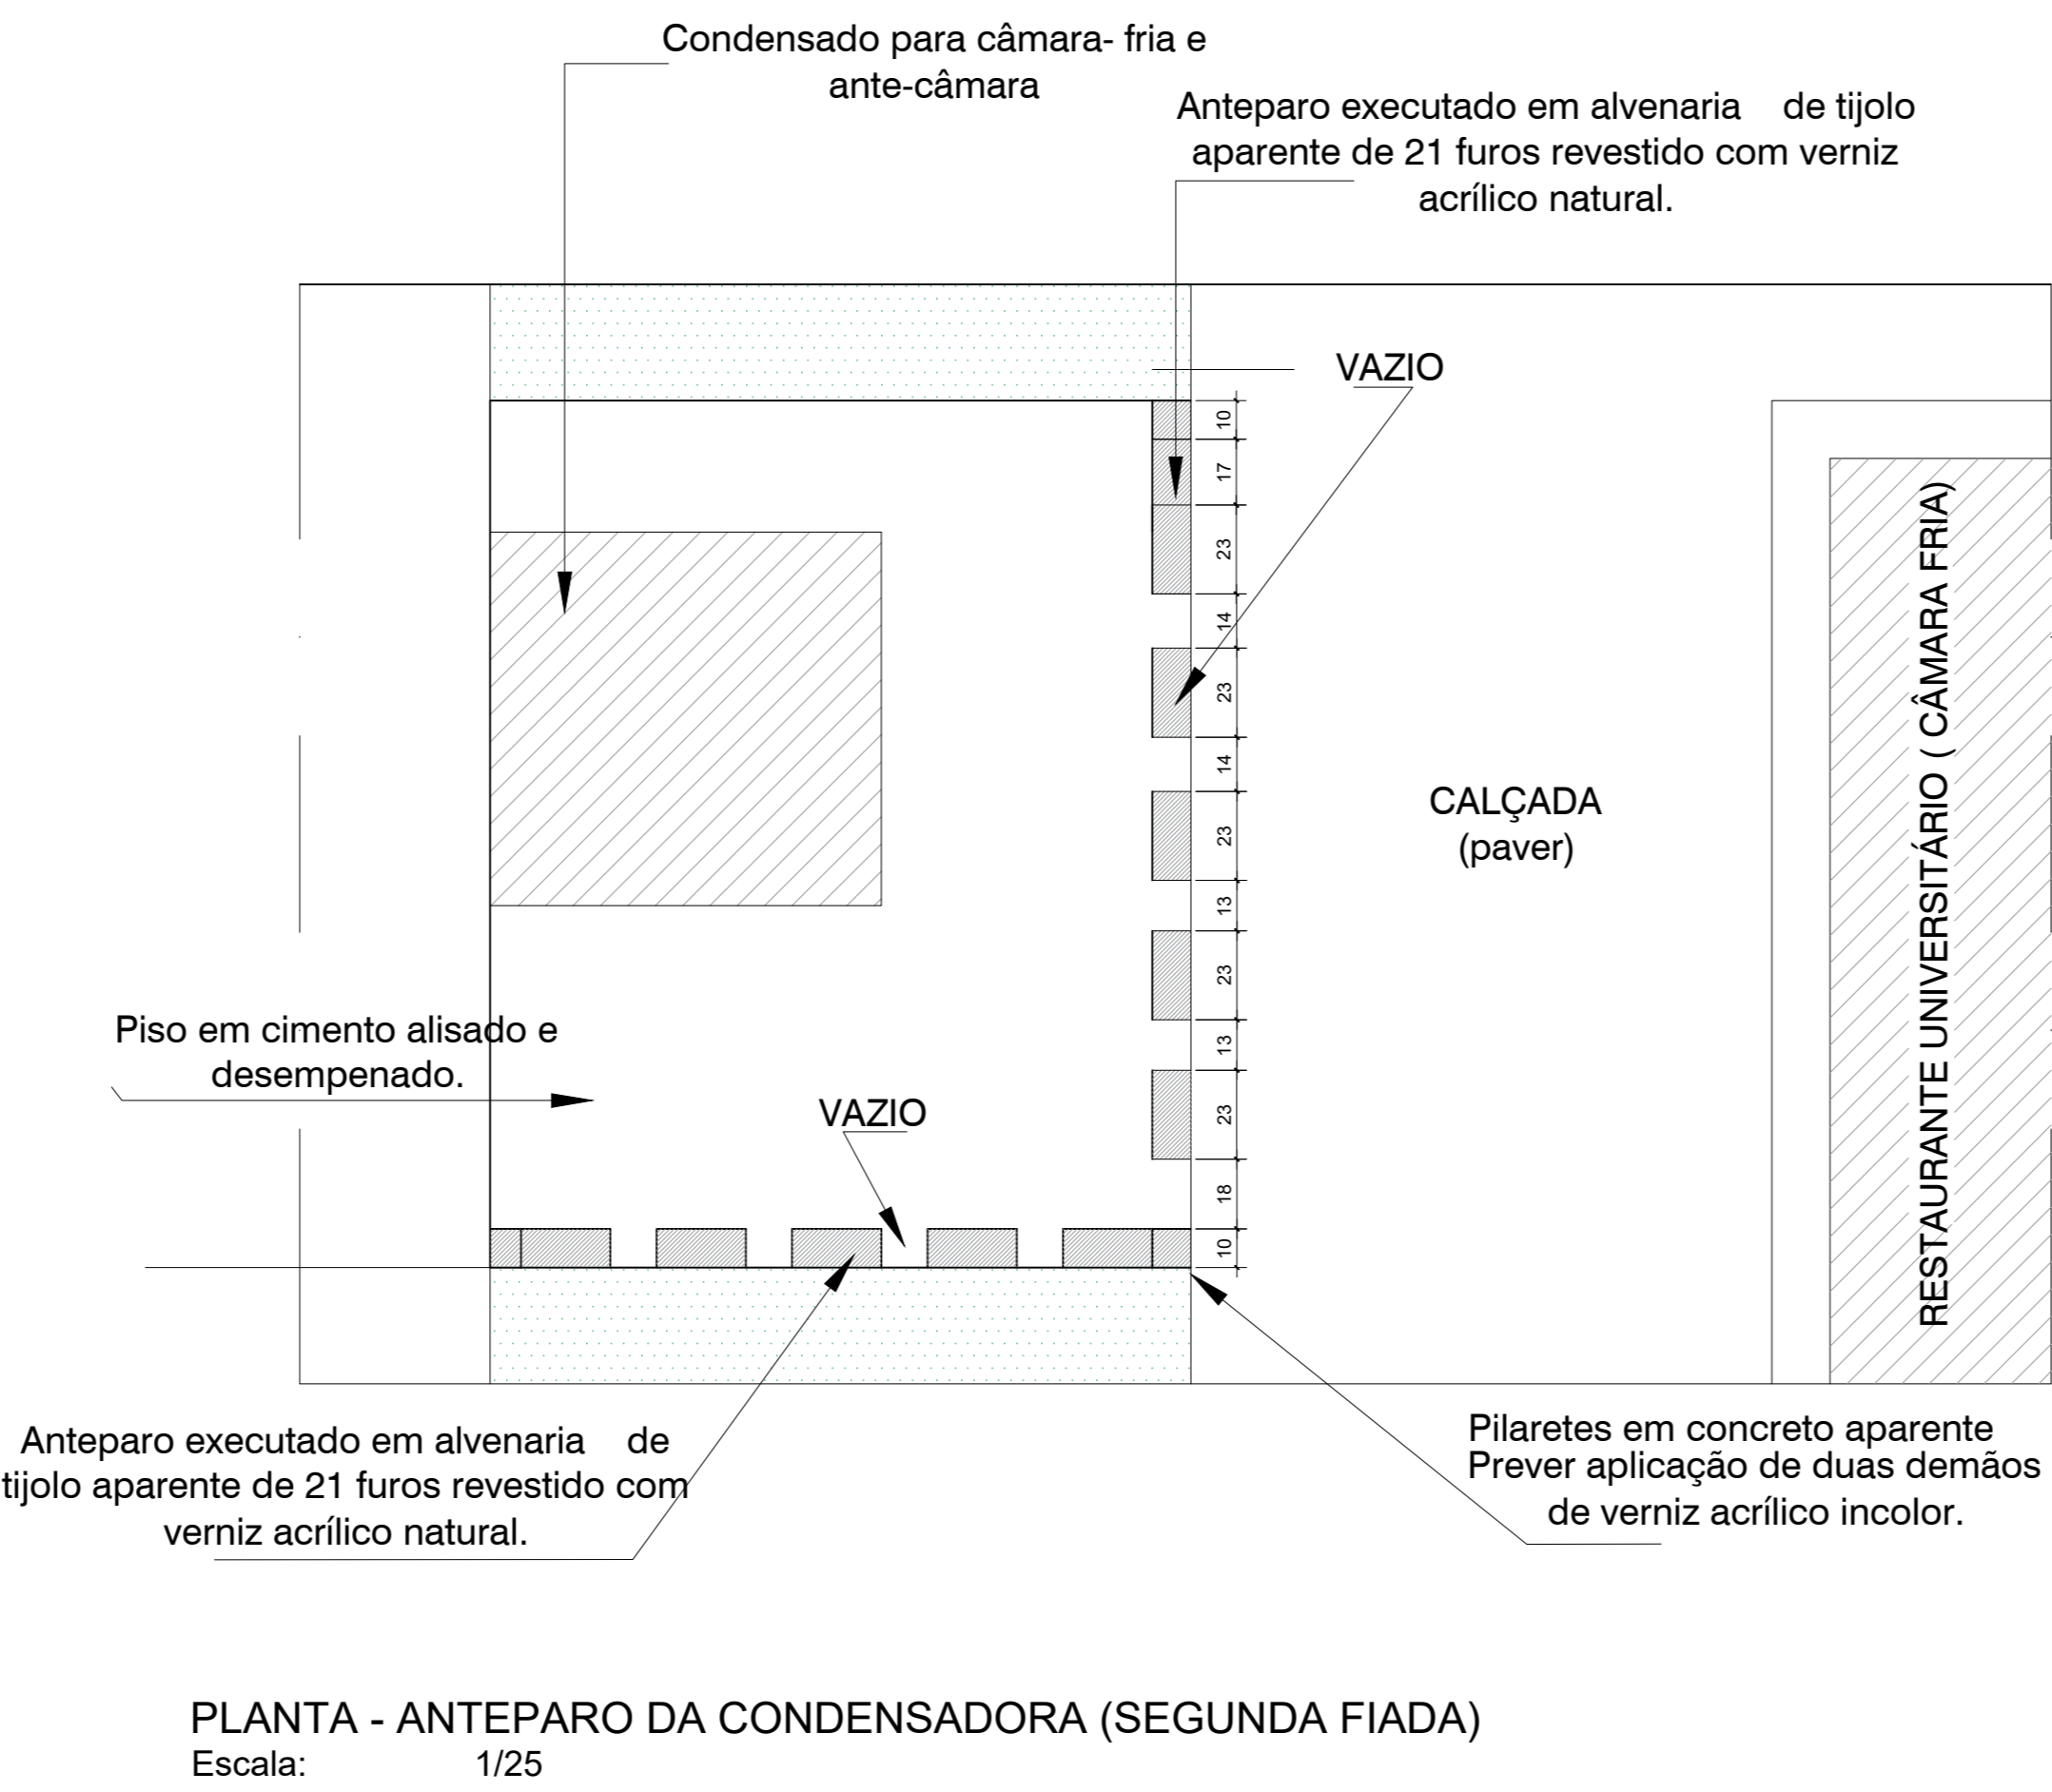 Condensado para câmara- fria e
ante-câmara
Anteparo executado em alvenaria de tijolo
aparente de 21 furos revestido com verniz
acrílico natural.
VAZIO
10
17
23
14
23
14
23
13
23
13
23
18
10
CALÇADA
(paver)
RESTAURANTE UNIVERSITÁRIO ( CÂMARA FRIA)
Piso em cimento alisado e
desempenado.
VAZIO
Anteparo executado em alvenaria de
tijolo aparente de 21 furos revestido com
verniz acrílico natural.
Pilaretes em concreto aparente
Prever aplicação de duas demãos
de verniz acrílico incolor.
PLANTA - ANTEPARO DA CONDENSADORA (SEGUNDA FIADA)
Escala: 1/25